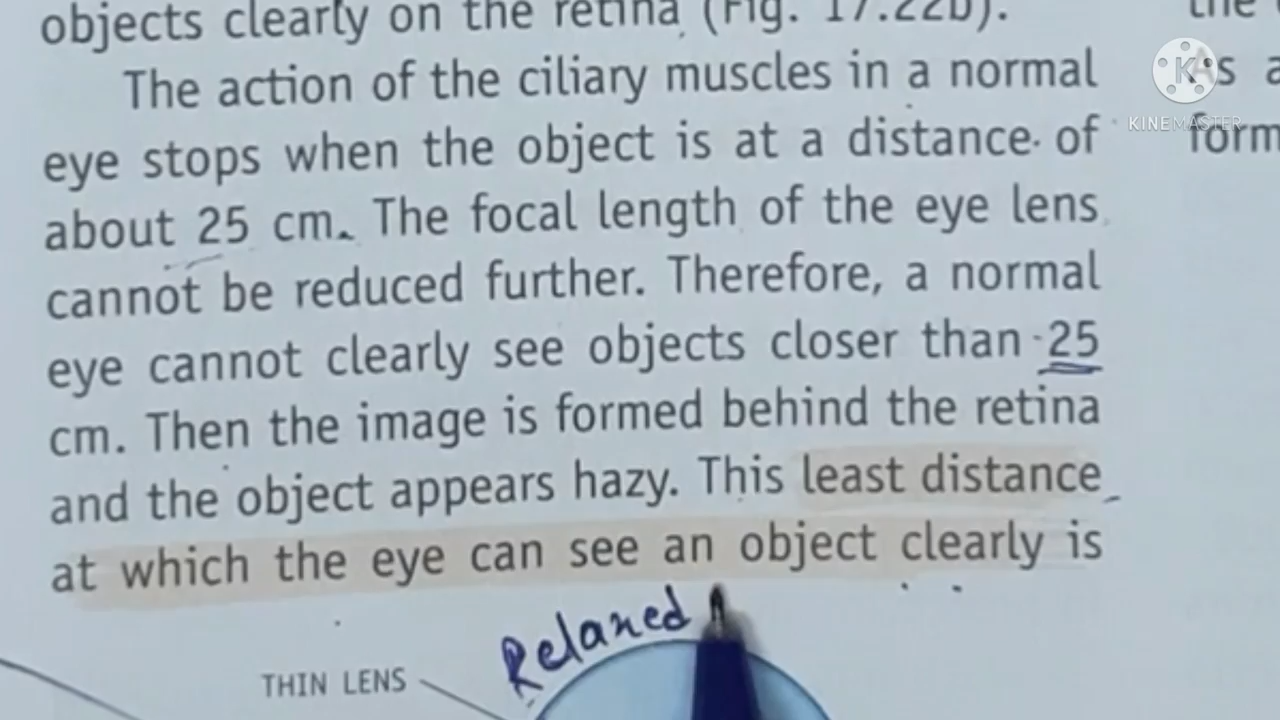 objects clearly on the retina (Fig. 17.22b).
The action of the ciliary muscles in a normal
eye stops when the object is at a distance of
about 25 cm. The focal length of the eye lens
cannot be reduced further. Therefore, a normal
eye cannot clearly see objects closer than 25
cm. Then the image is formed behind the retina
and the object appears hazy. This least distance
at which the eye can see an object clearly is
Relaxed
THIN LENS
the
As a
form
KINEMASTER